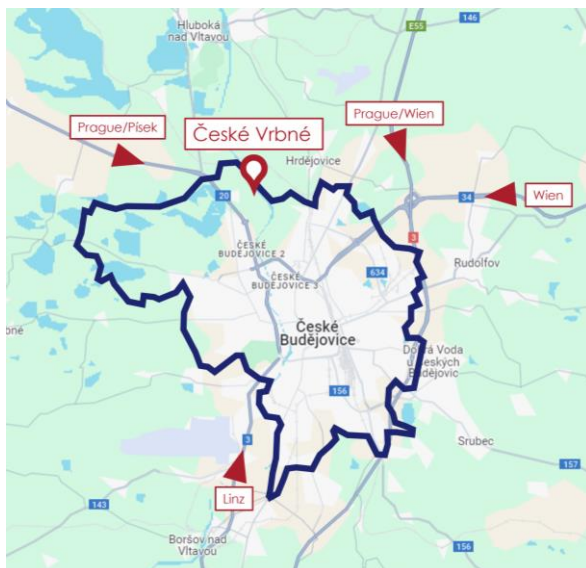 Hluboká
nad Vltavou
E55
146
Prague/Písek
České Vrbné
Prague/Wien
Hrdějovice
20
34
Wien
3
ČESKÉ
BUDĚJOVICE 2
Rudolfov
ČESKÉ
BUDĚJOVICE 3
634
České
Budějovice
Dobrá Voda
u Českých
Budějovic
156
3
Srubec
157
Linz
143
Boršov nad
Vltavou
156